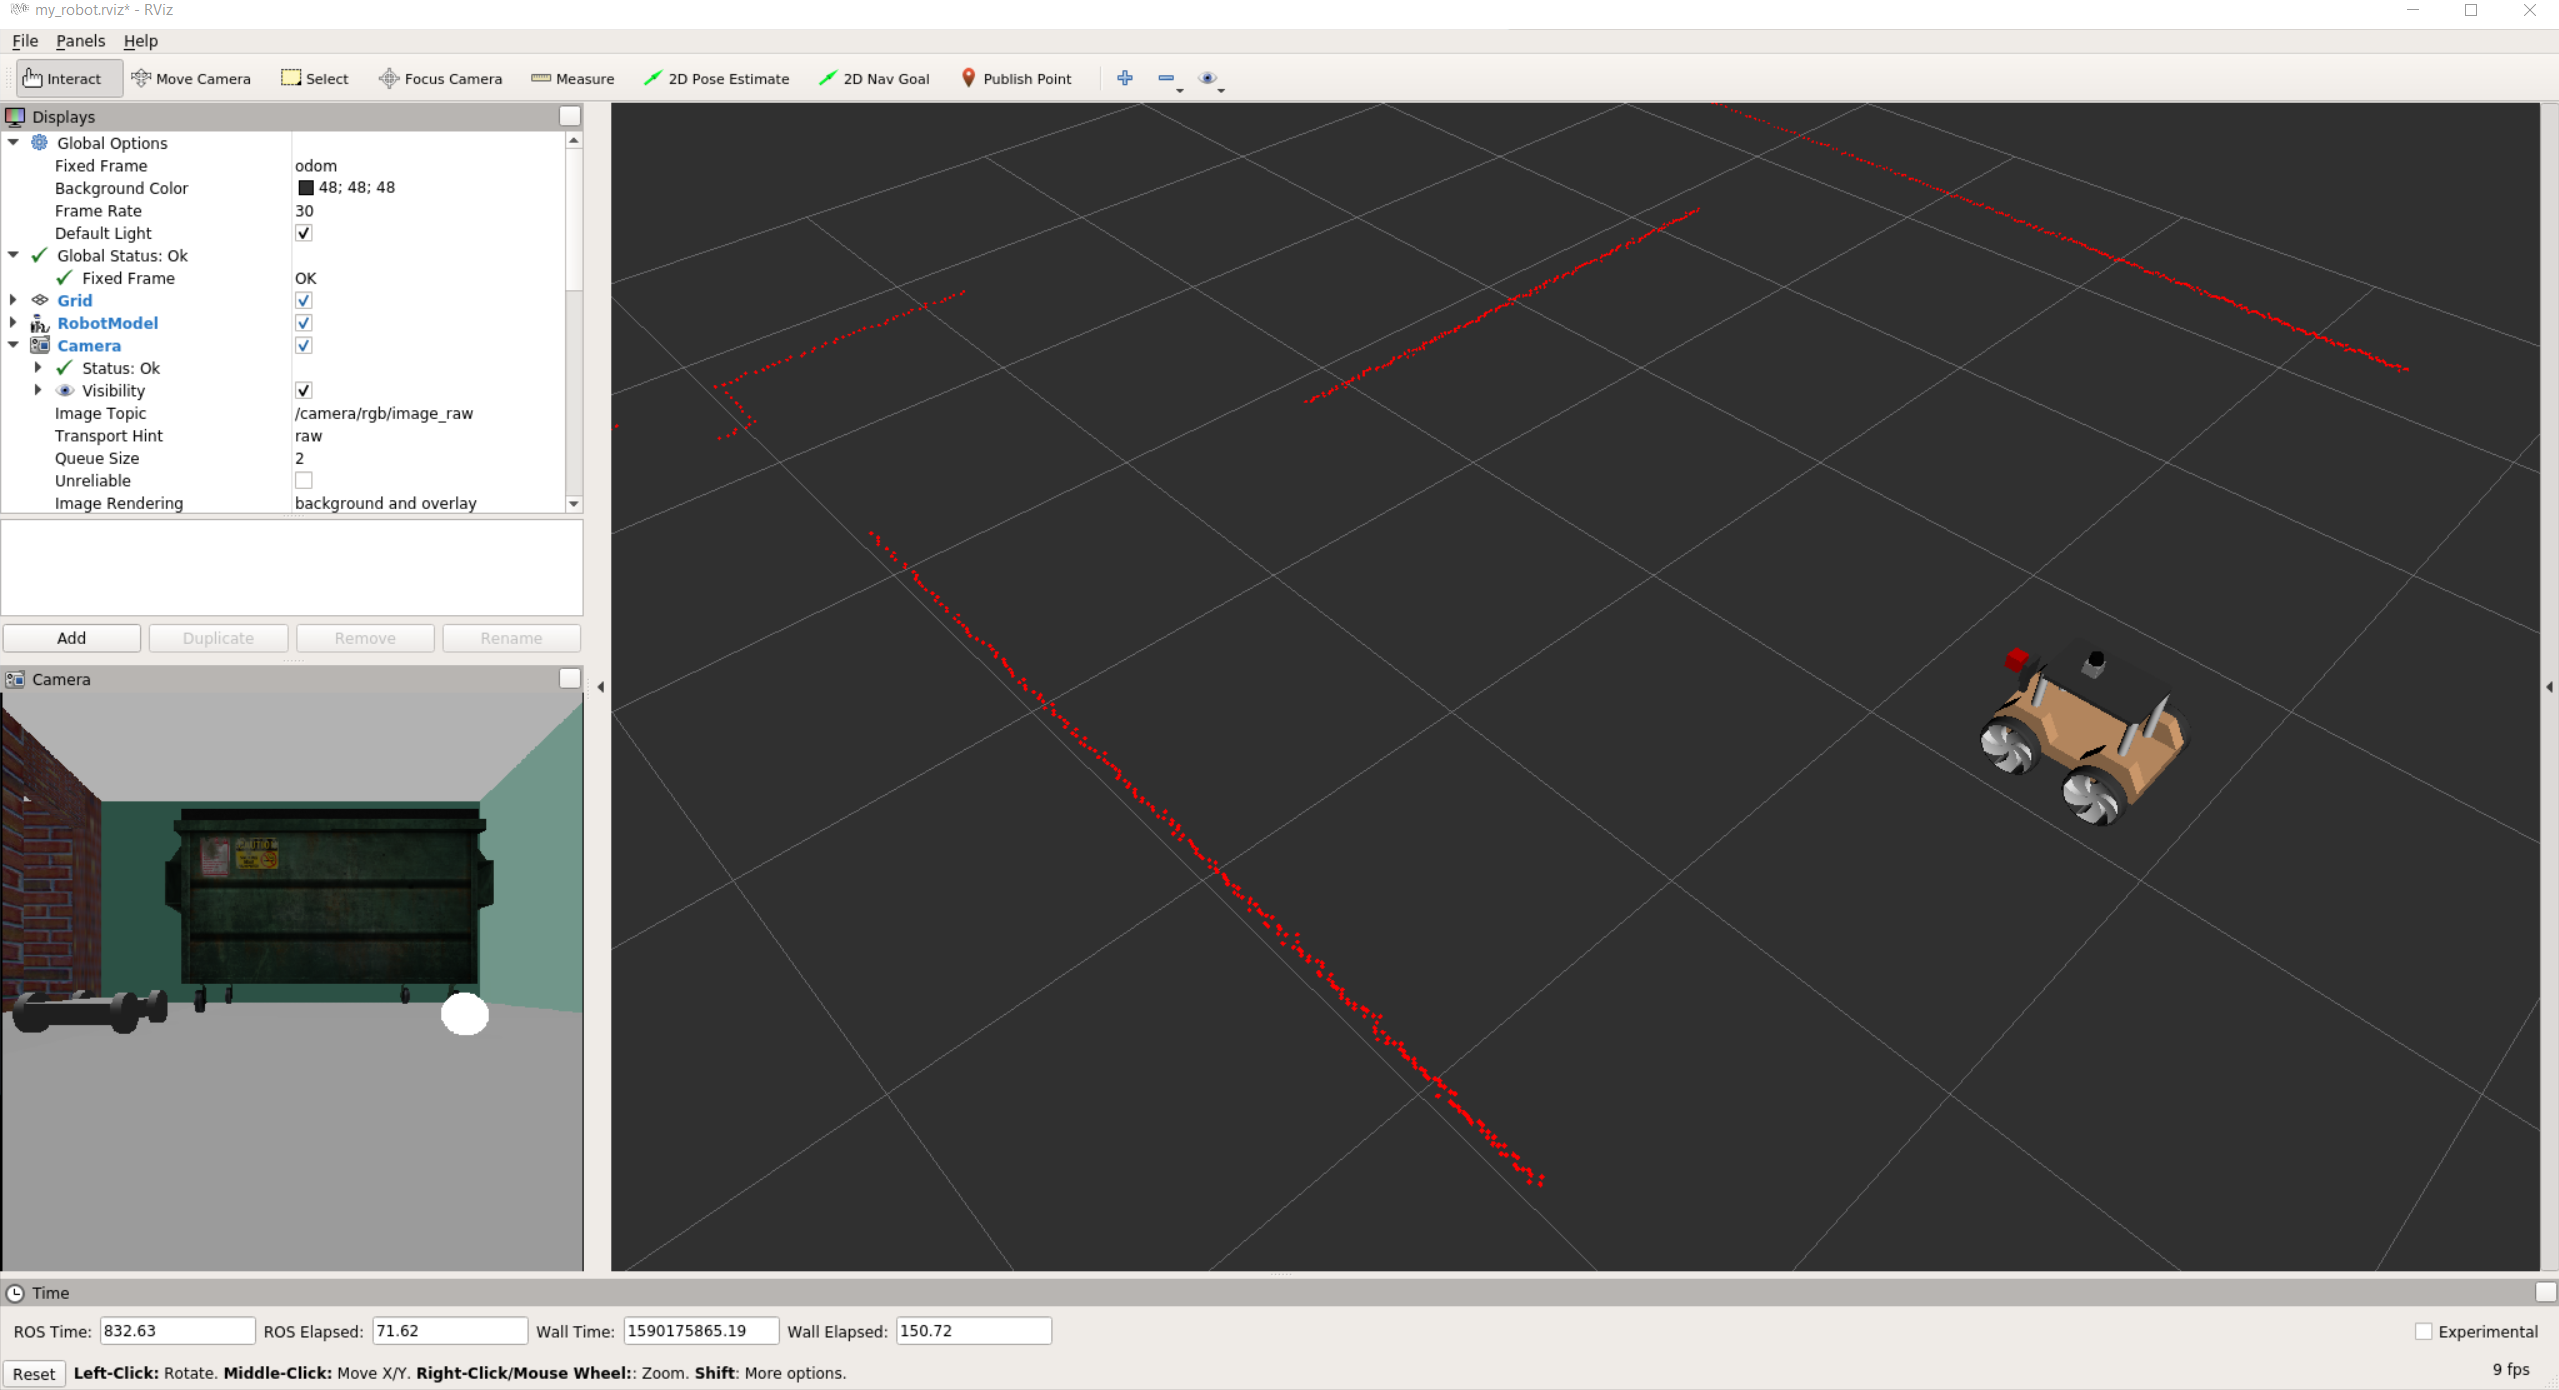 my_robot.rviz* - RViz
File Panels Help
Interact Move Camera Select Focus Camera Measure 2D Pose Estimate 2D Nav Goal Publish Point
Displays
Global Options
Fixed Frame odom
Background Color 48; 48; 48
Frame Rate 30
Default Light
Global Status: Ok
Fixed Frame OK
Grid
RobotModel
Camera
Status: Ok
Visibility
Image Topic /camera/rgb/image_raw
Transport Hint raw
Queue Size 2
Unreliable
Image Rendering background and overlay
Add Duplicate Remove Rename
Camera
CAUTION
Time
ROS Time: 832.63 ROS Elapsed: 71.62 Wall Time: 1590175865.19 Wall Elapsed: 150.72 Experimental
Reset Left-Click: Rotate. Middle-Click: Move X/Y. Right-Click/Mouse Wheel:: Zoom. Shift: More options. 9 fps